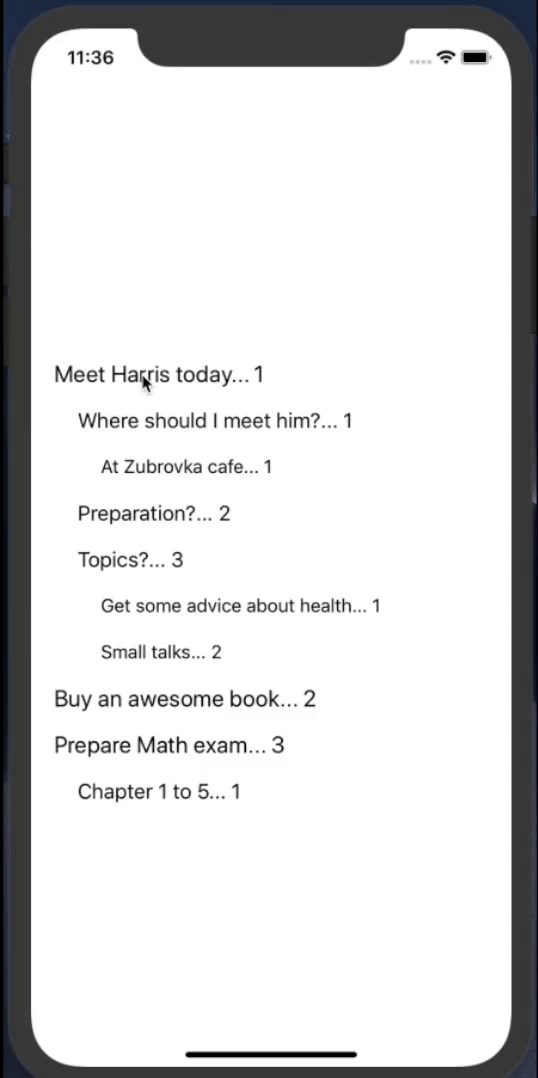 11:36
Meet Harris today... 1
Where should I meet him?... 1
At Zubrovka cafe... 1
Preparation?... 2
Topics?... 3
Get some advice about health... 1
Small talks... 2
Buy an awesome book... 2
Prepare Math exam... 3
Chapter 1 to 5... 1